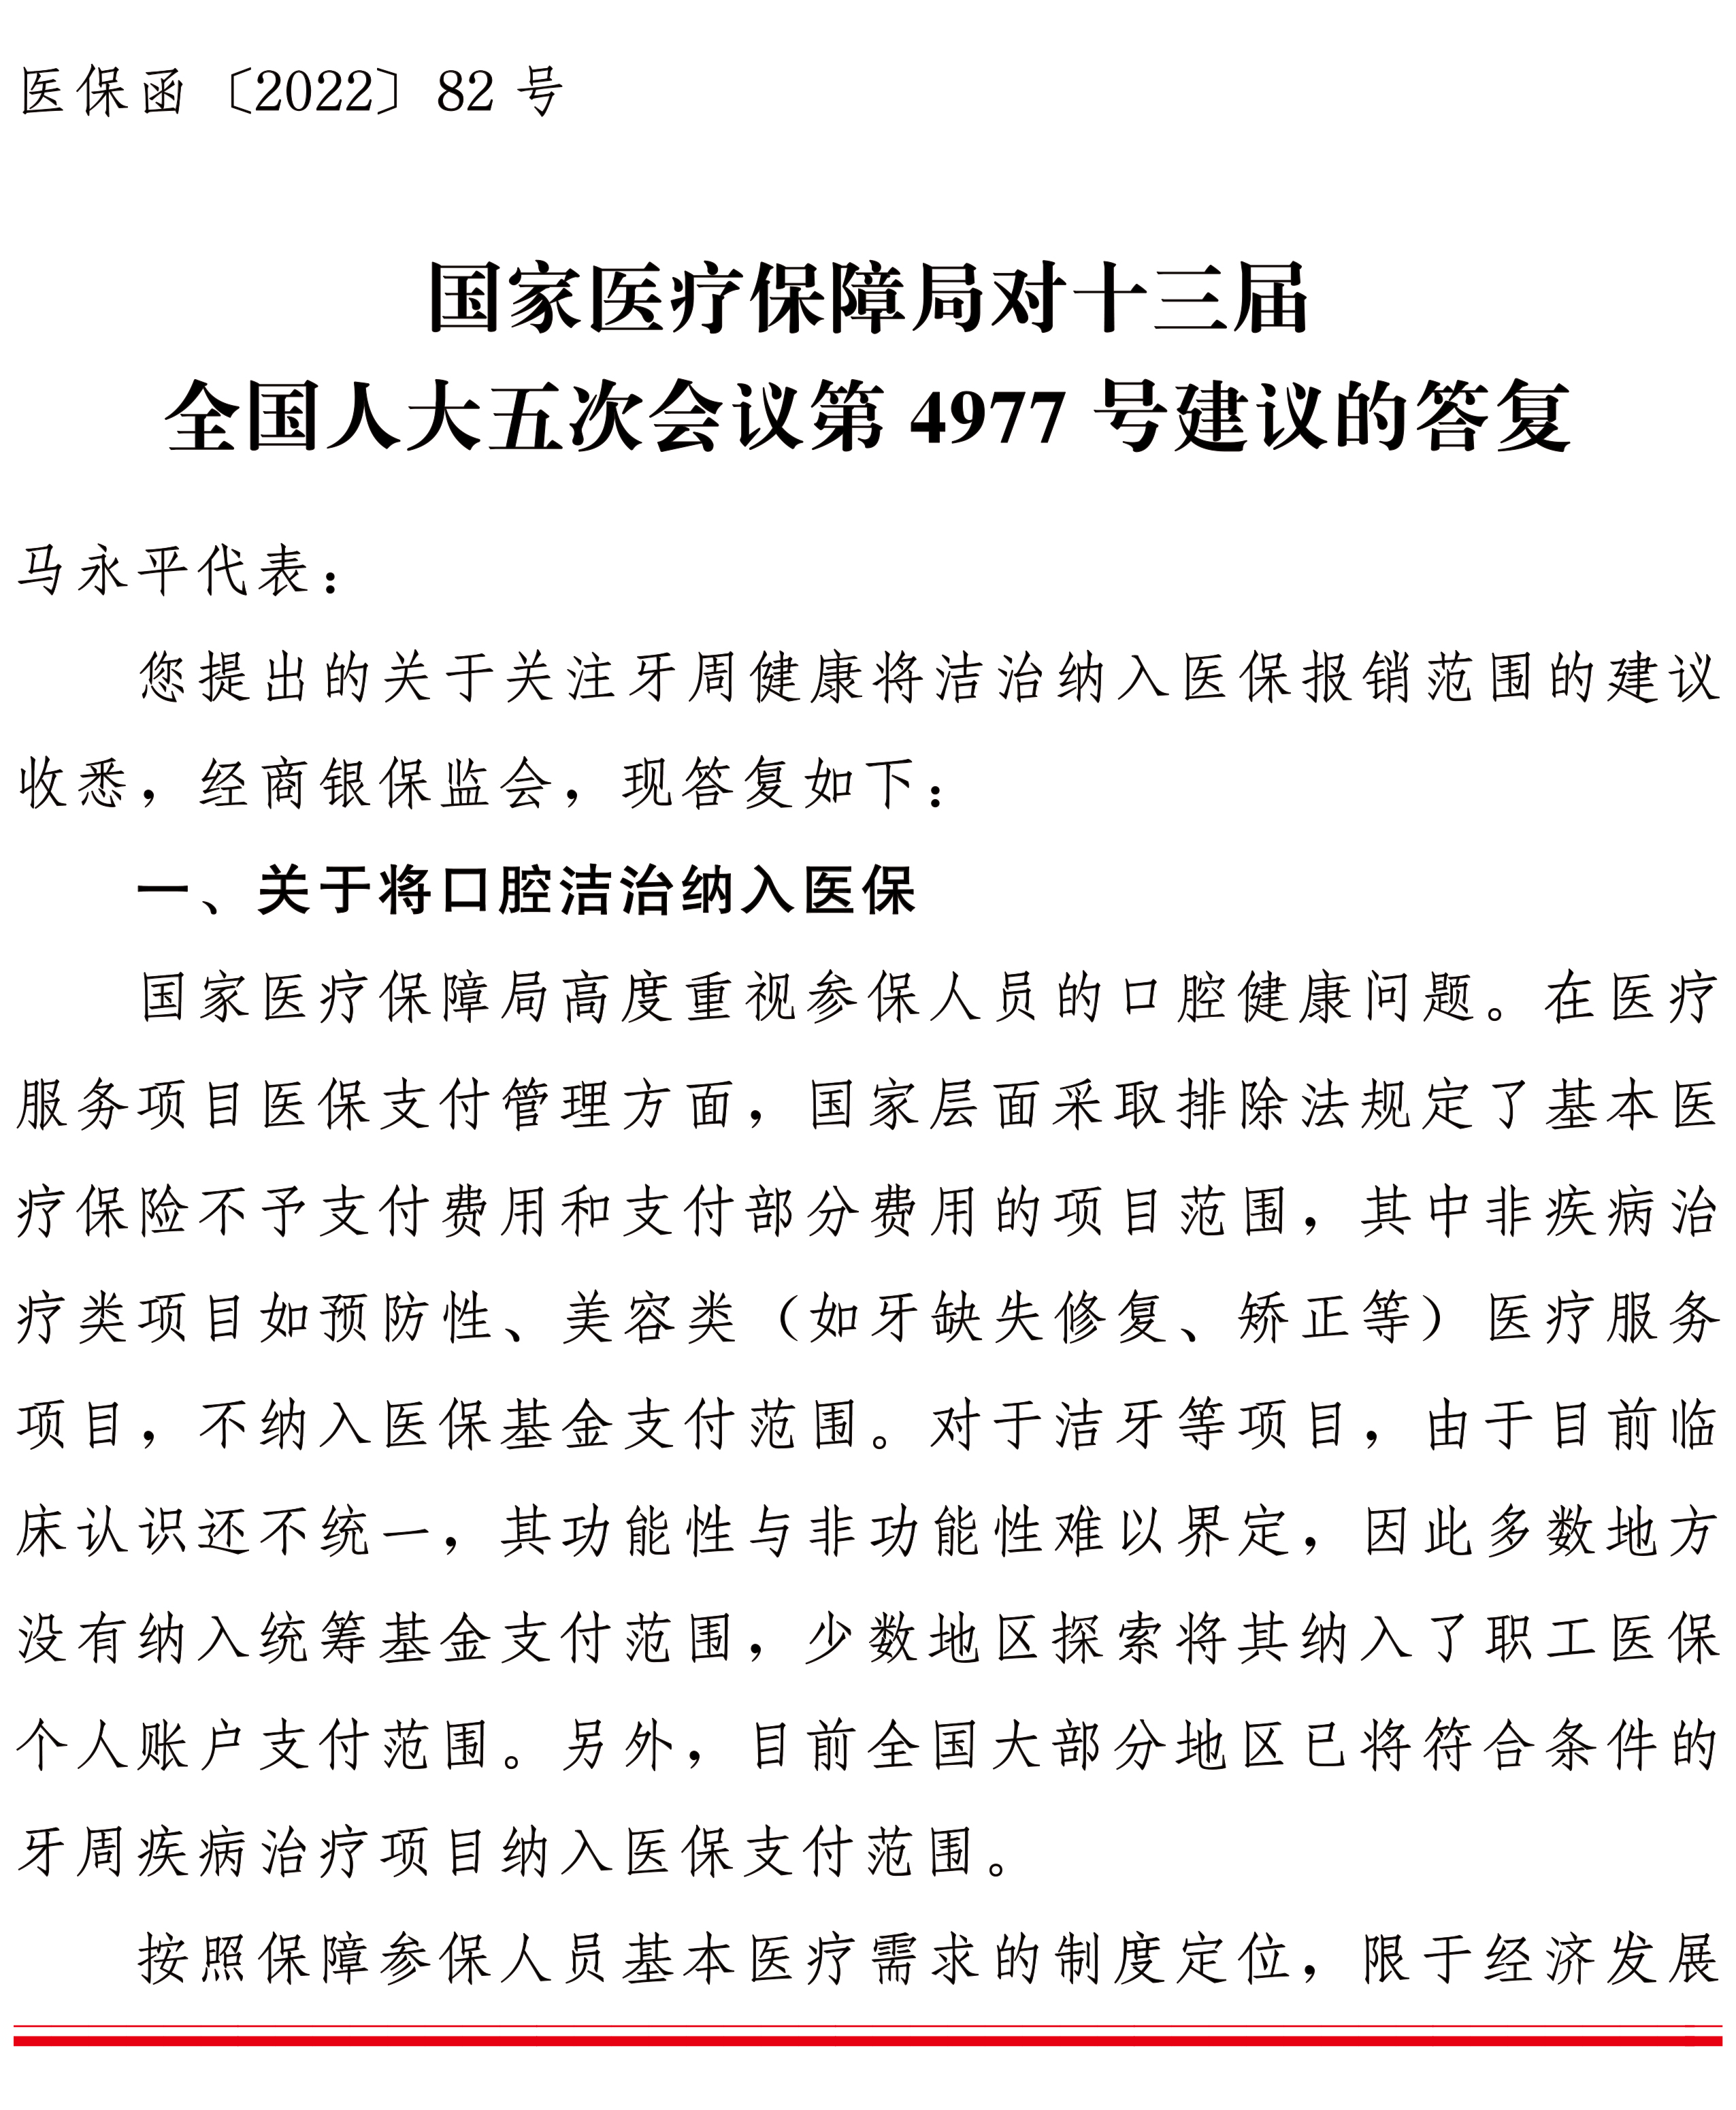 医保函〔2022〕82 号
国家医疗保障局对十三届
全国人大五次会议第 4977 号建议的答复
马永平代表：
您提出的关于关注牙周健康将洁治纳入医保报销范围的建议
收悉，经商银保监会，现答复如下：
一、关于将口腔洁治纳入医保
国家医疗保障局高度重视参保人员的口腔健康问题。在医疗
服务项目医保支付管理方面，国家层面采取排除法规定了基本医
疗保险不予支付费用和支付部分费用的项目范围，其中非疾病治
疗类项目如预防性、美容类（如牙缺失修复、矫正等）医疗服务
项目，不纳入医保基金支付范围。对于洁牙等项目，由于目前临
床认识还不统一，其功能性与非功能性难以界定，因此多数地方
没有纳入统筹基金支付范围，少数地区探索将其纳入了职工医保
个人账户支付范围。另外，目前全国大部分地区已将符合条件的
牙周疾病治疗项目纳入医保支付范围。
按照保障参保人员基本医疗需求的制度定位，限于经济发展